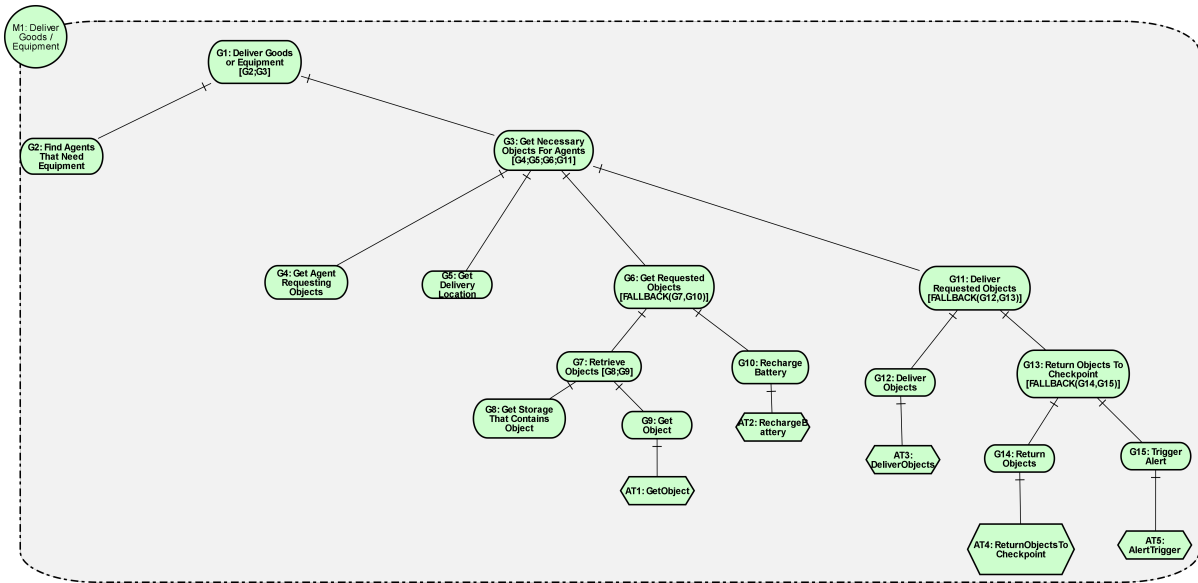 M1: Deliver
Goods /
Equipment
G1: Deliver Goods
or Equipment
[G2;G3]
G2: Find Agents
That Need
Equipment
G3: Get Necessary
Objects For Agents
[G4;G5;G6;G11]
G4: Get Agent
Requesting
Objects
G5: Get
Delivery
Location
G6: Get Requested
Objects
[FALLBACK(G7,G10)]
G11: Deliver
Requested Objects
[FALLBACK(G12,G13)]
G7: Retrieve
Objects [G8;G9]
G10: Recharge
Battery
G12: Deliver
Objects
G13: Return Objects To
Checkpoint
[FALLBACK(G14,G15)]
G8: Get Storage
That Contains
Object
G9: Get
Object
AT2: RechargeB
attery
AT3:
DeliverObjects
G14: Return
Objects
G15: Trigger
Alert
AT1: GetObject
AT4: ReturnObjectsTo
Checkpoint
AT5:
AlertTrigger